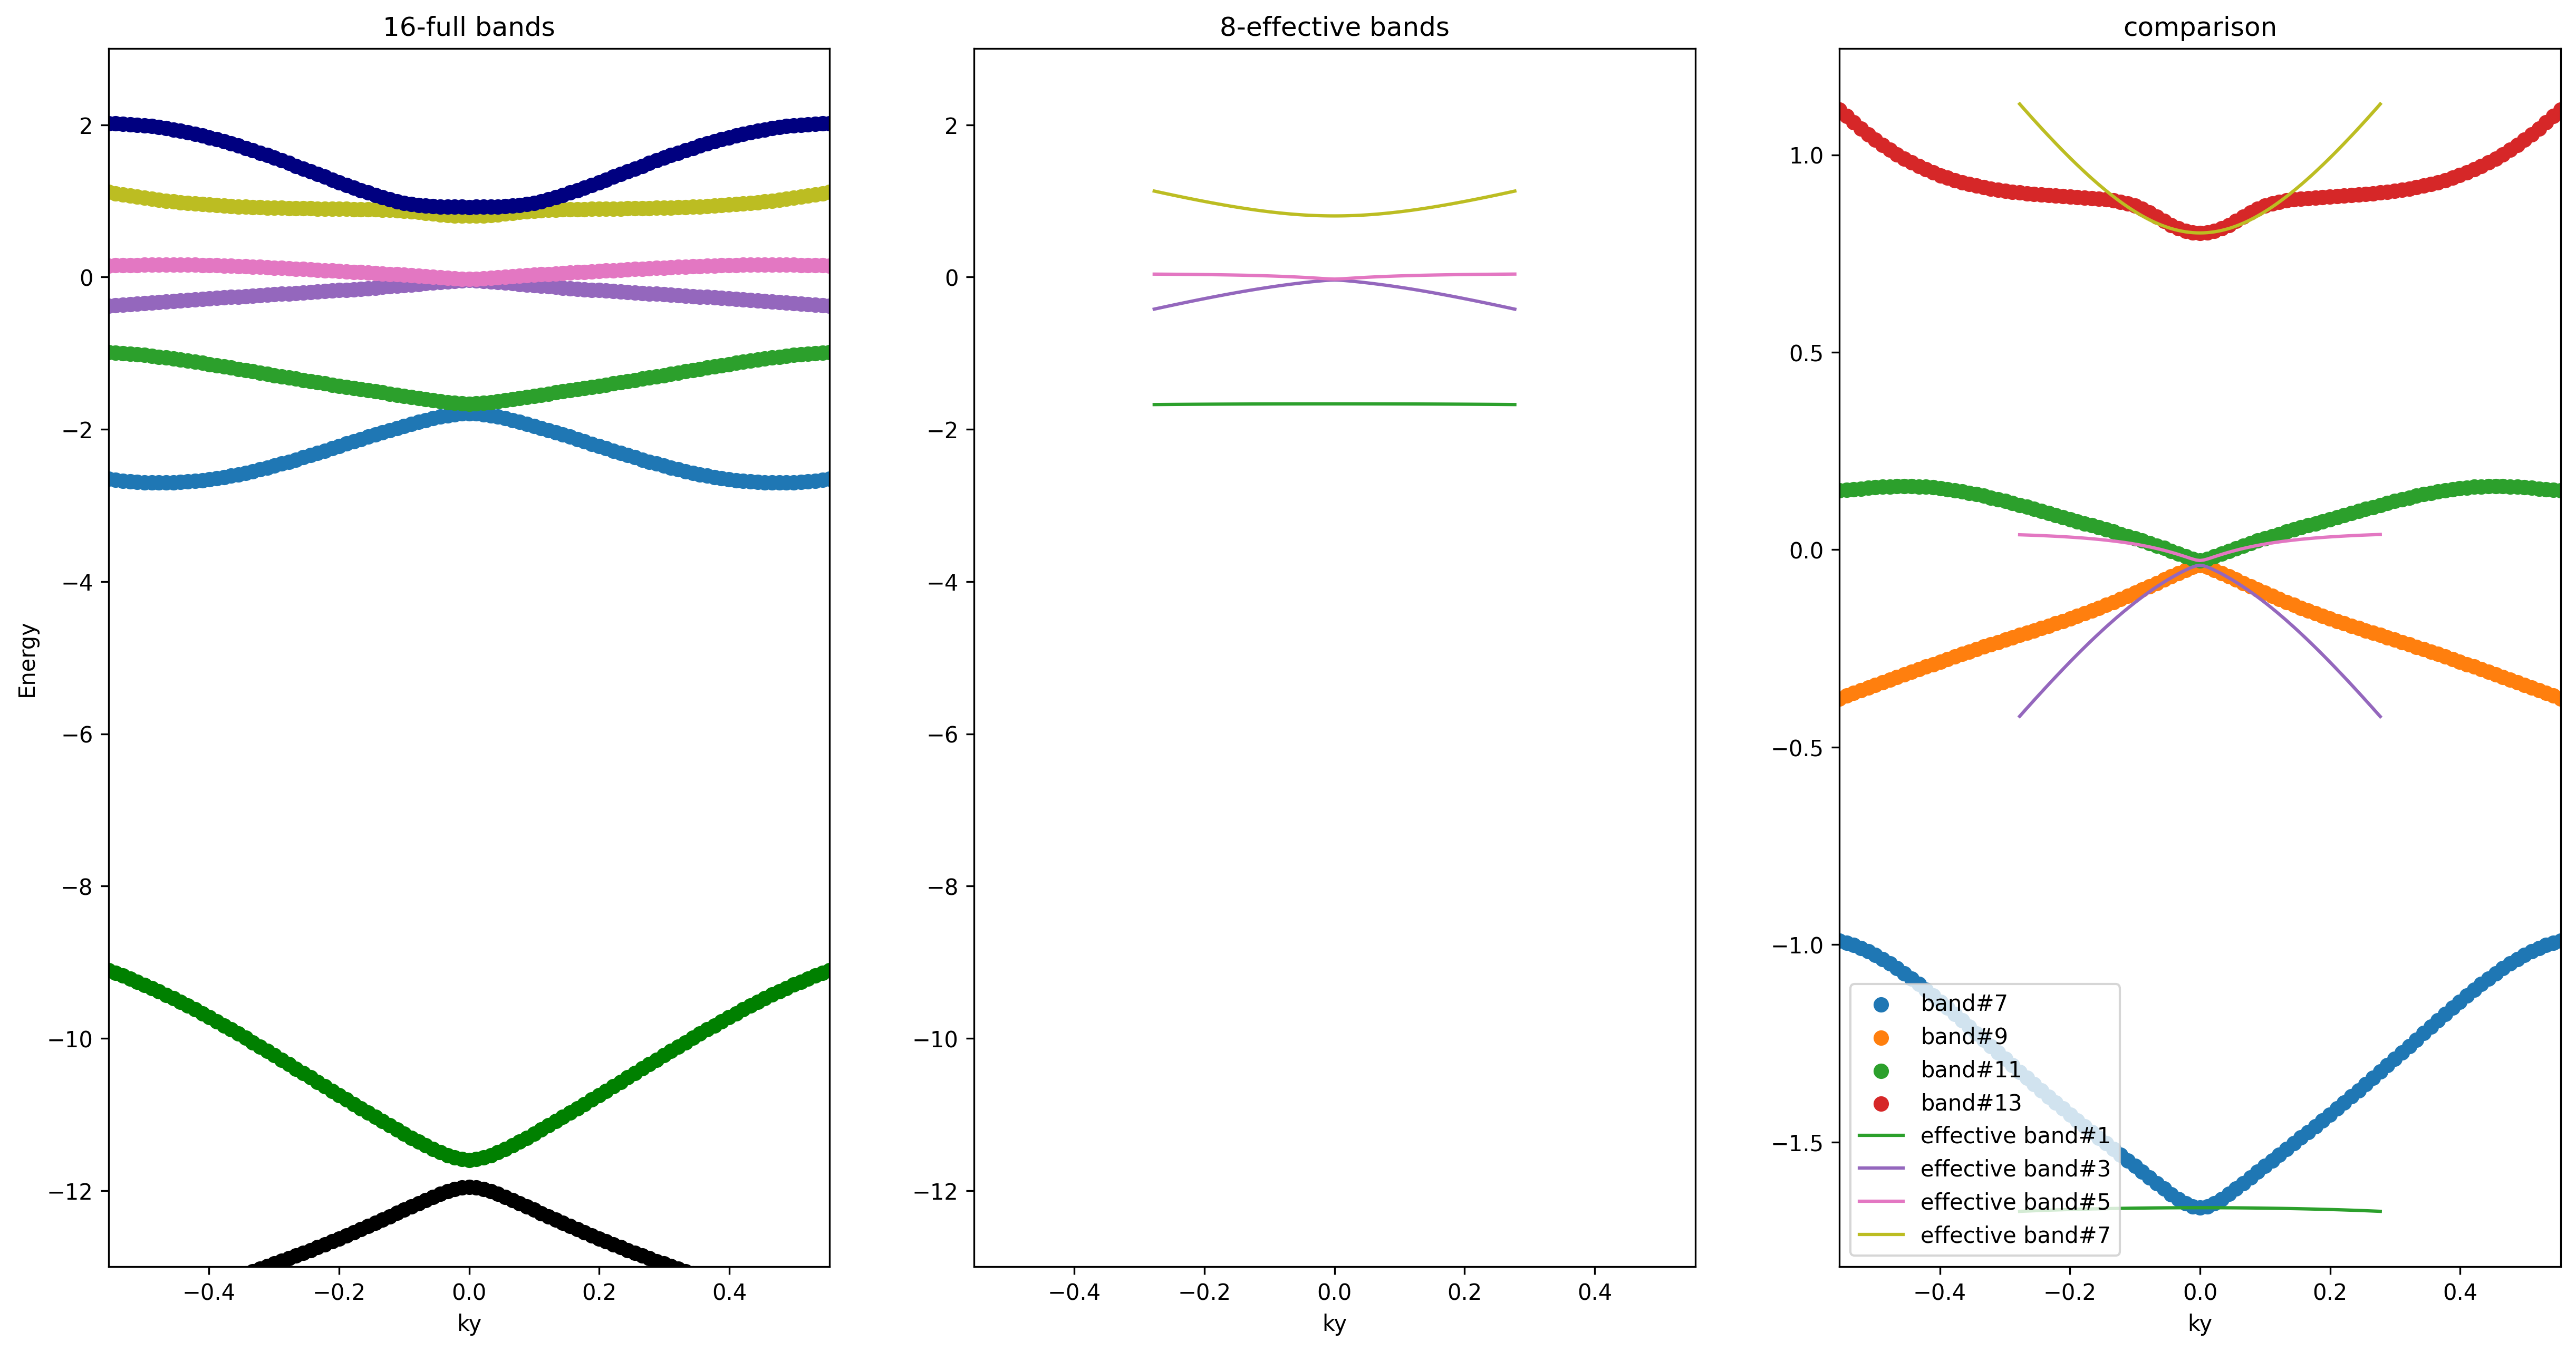 16-full bands
2
0
−2
−4
−6
−8
−10
−12
Energy
−0.4 −0.2 0.0 0.2 0.4
ky
8-effective bands
2
0
−2
−4
−6
−8
−10
−12
−0.4 −0.2 0.0 0.2 0.4
ky
comparison
1.0
0.5
0.0
−0.5
−1.0
−1.5
band#7
band#9
band#11
band#13
effective band#1
effective band#3
effective band#5
effective band#7
−0.4 −0.2 0.0 0.2 0.4
ky